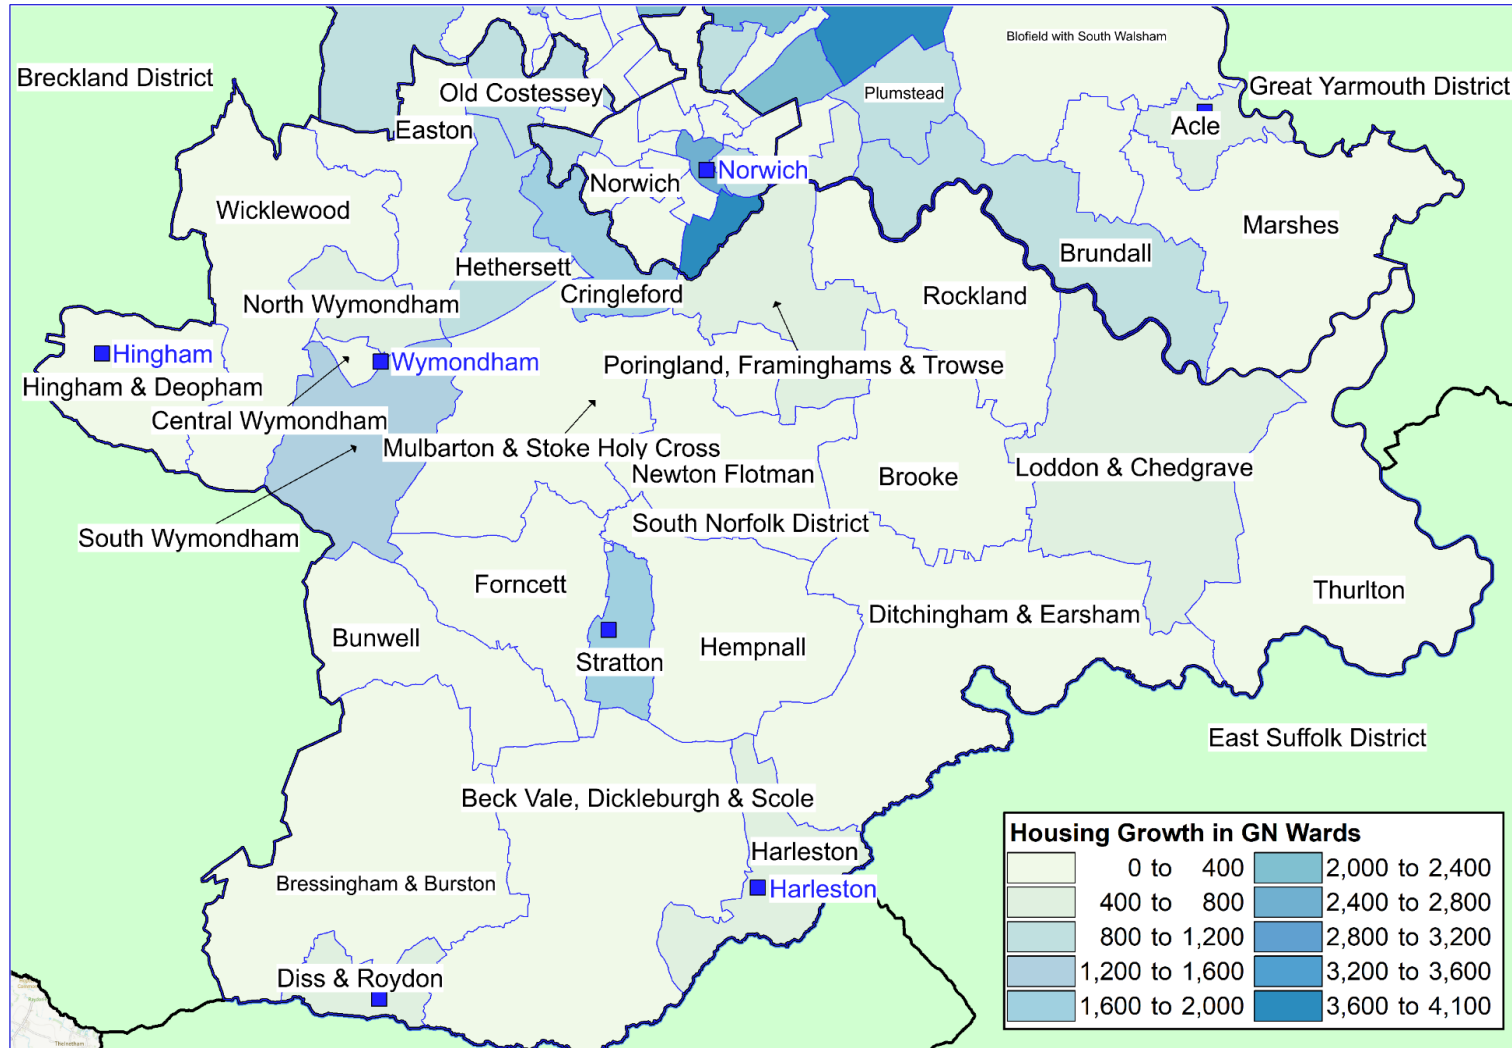 Blofield with South Walsham
Breckland District
Great Yarmouth District
Old Costessey
Plumstead
Easton
Acle
Norwich
Norwich
Wicklewood
Marshes
Brundall
Hethersett
Cringleford
Rockland
North Wymondham
Hingham
Wymondham
Poringland, Framinghams & Trowse
Hingham & Deopham
Central Wymondham
Mulbarton & Stoke Holy Cross
Newton Flotman
Brooke
Loddon & Chedgrave
South Norfolk District
South Wymondham
Forncett
Thurlton
Ditchingham & Earsham
Bunwell
Hempnall
Stratton
East Suffolk District
Beck Vale, Dickleburgh & Scole
Harleston
Bressingham & Burston
Harleston
Diss & Roydon
Housing Growth in GN Wards
0 to 400
400 to 800
800 to 1,200
1,200 to 1,600
1,600 to 2,000
2,000 to 2,400
2,400 to 2,800
2,800 to 3,200
3,200 to 3,600
3,600 to 4,100